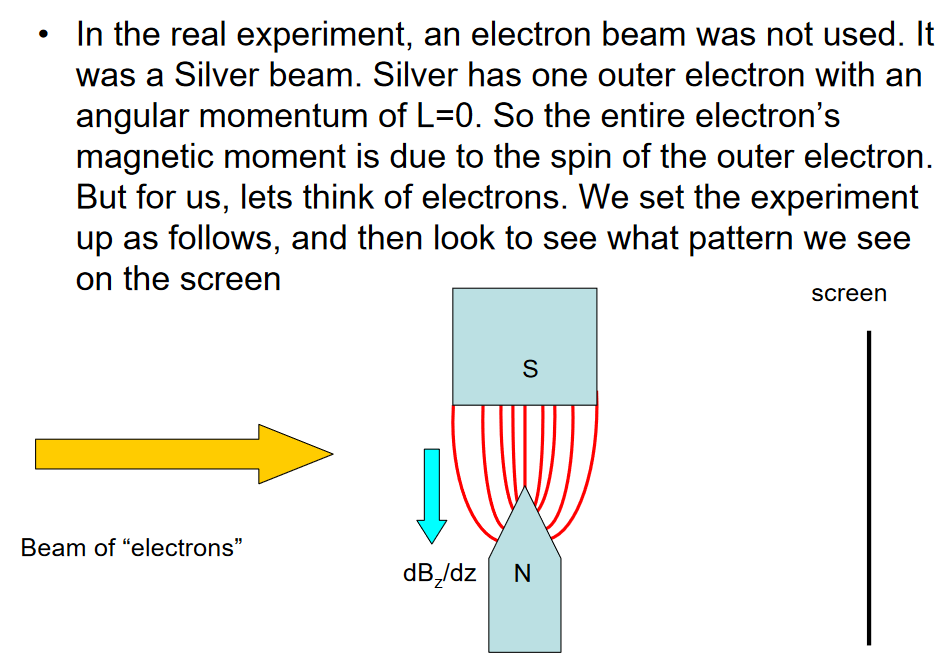 • In the real experiment, an electron beam was not used. It
was a Silver beam. Silver has one outer electron with an
angular momentum of L=0. So the entire electron’s
magnetic moment is due to the spin of the outer electron.
But for us, lets think of electrons. We set the experiment
up as follows, and then look to see what pattern we see
on the screen
screen
S
Beam of “electrons”
dBz/dz
N